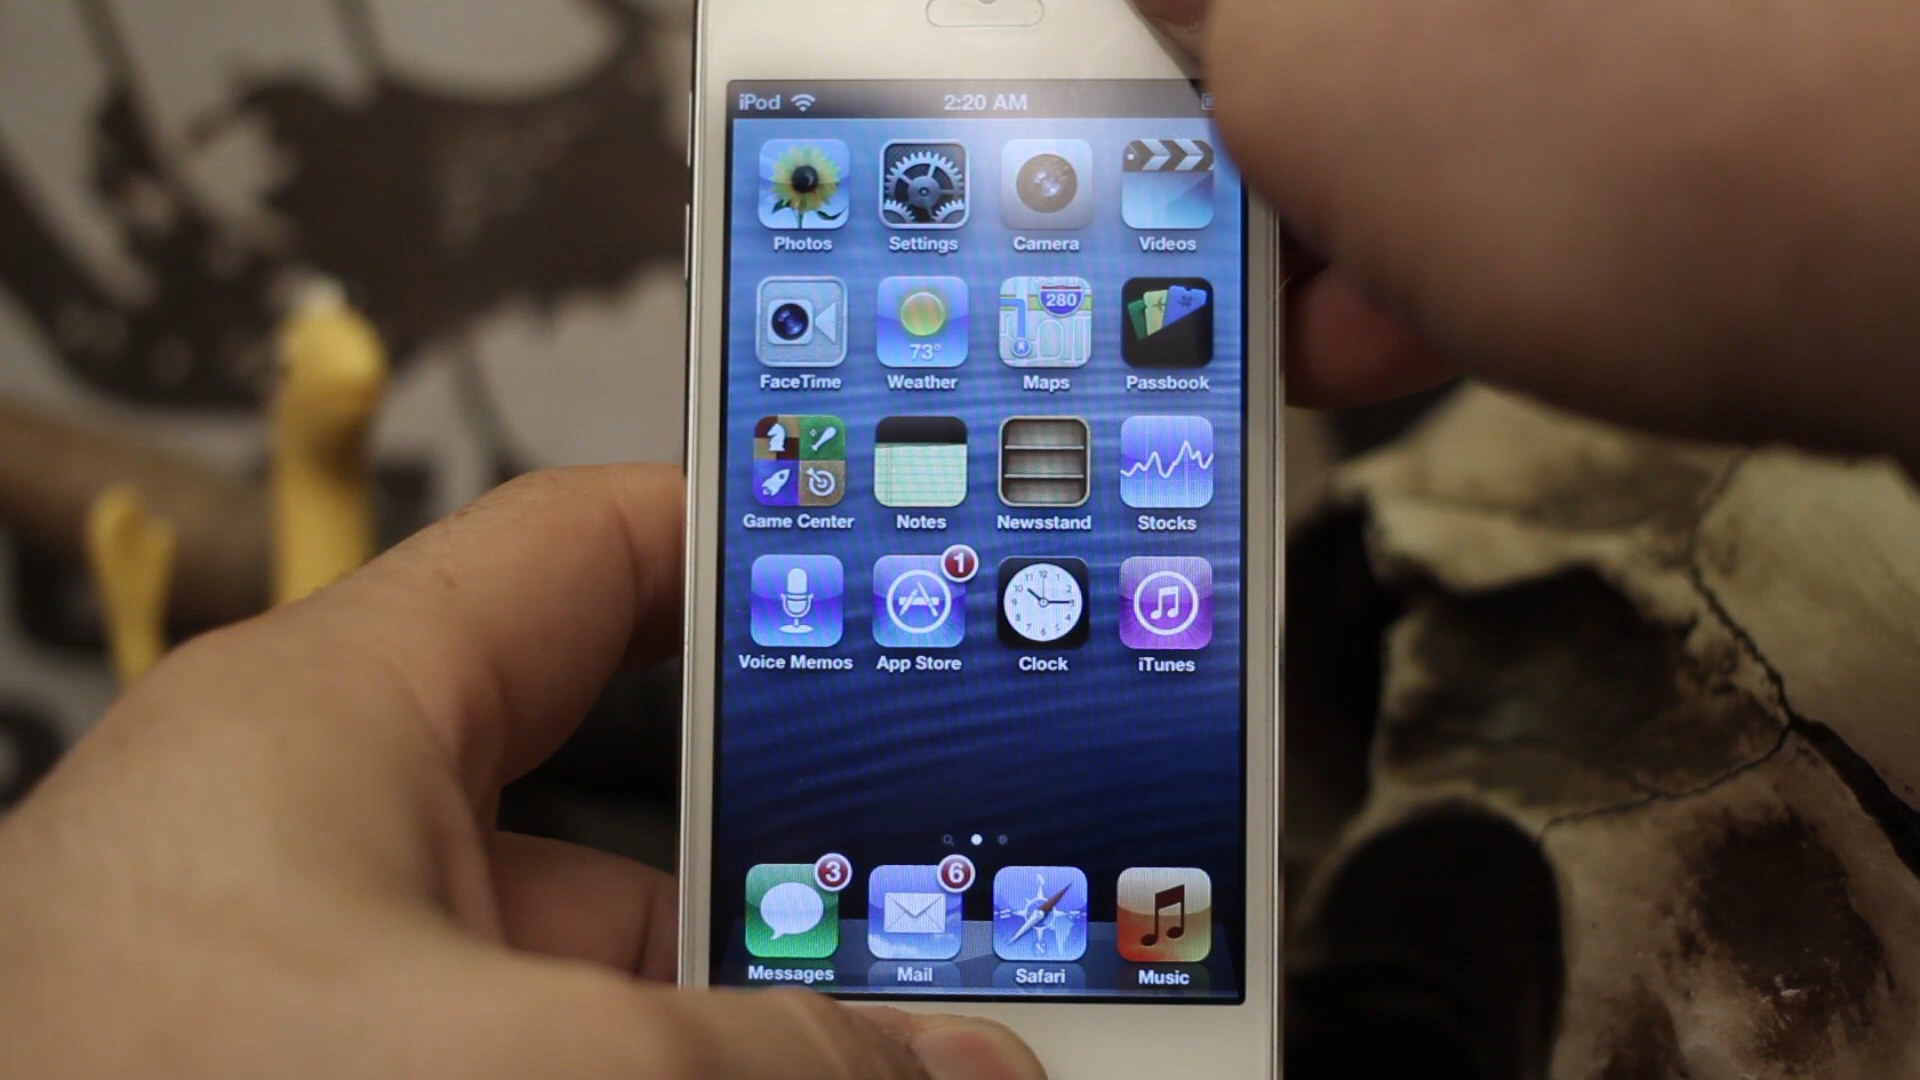 iPod 2:20 AM
Photos Settings Camera Videos
73°
280
FaceTime Weather Maps Passbook
Game Center Notes Newsstand Stocks
1
Voice Memos App Store Clock iTunes
3 6
Messages Mail Safari Music